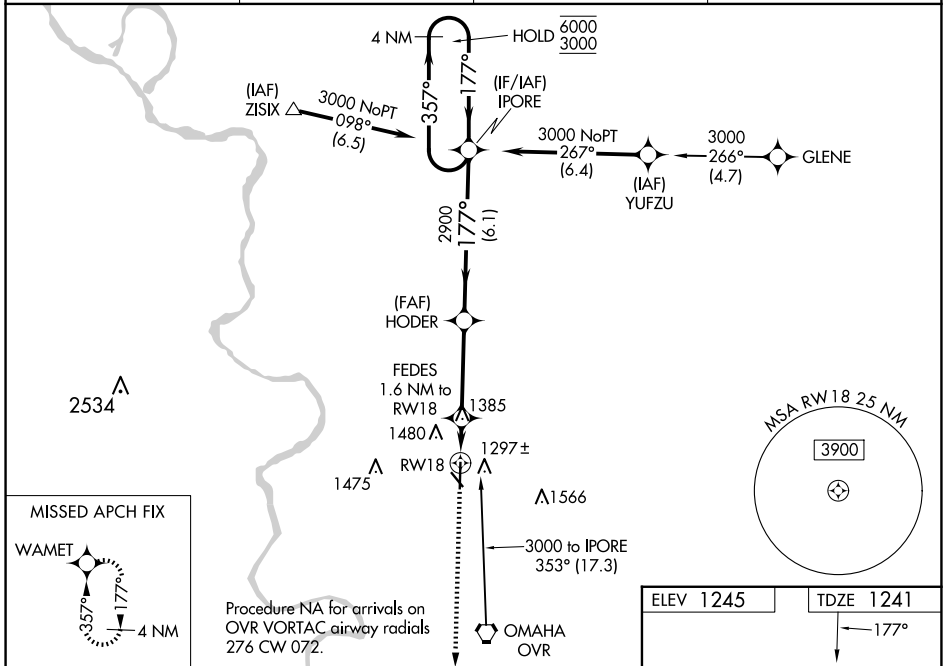 4 NM
HOLD 6000
3000
357°
177°
(IF/IAF)
IPORE
(IAF)
ZISIX
3000 NoPT
098°
(6.5)
3000 NoPT
267°
(6.4)
3000
266°
(4.7)
GLENE
(IAF)
YUFZU
2900
177°
(6.1)
(FAF)
HODER
FEDES
1.6 NM to
RW18
1385
2534
1480
1297±
1475
RW18
1566
MSA RW18 25 NM
3900
MISSED APCH FIX
WAMET
357°
177°
4 NM
3000 to IPORE
353° (17.3)
Procedure NA for arrivals on
OVR VORTAC airway radials
276 CW 072.
OMAHA
OVR
ELEV 1245
TDZE 1241
177°